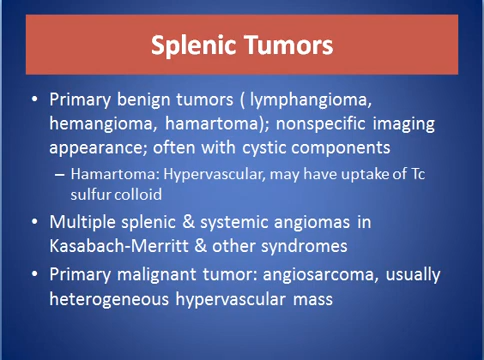 Splenic Tumors
• Primary benign tumors ( lymphangioma,
hemangioma, hamartoma); nonspecific imaging
appearance; often with cystic components
– Hamartoma: Hypervascular, may have uptake of Tc
sulfur colloid
• Multiple splenic & systemic angiomas in
Kasabach-Merritt & other syndromes
• Primary malignant tumor: angiosarcoma, usually
heterogeneous hypervascular mass